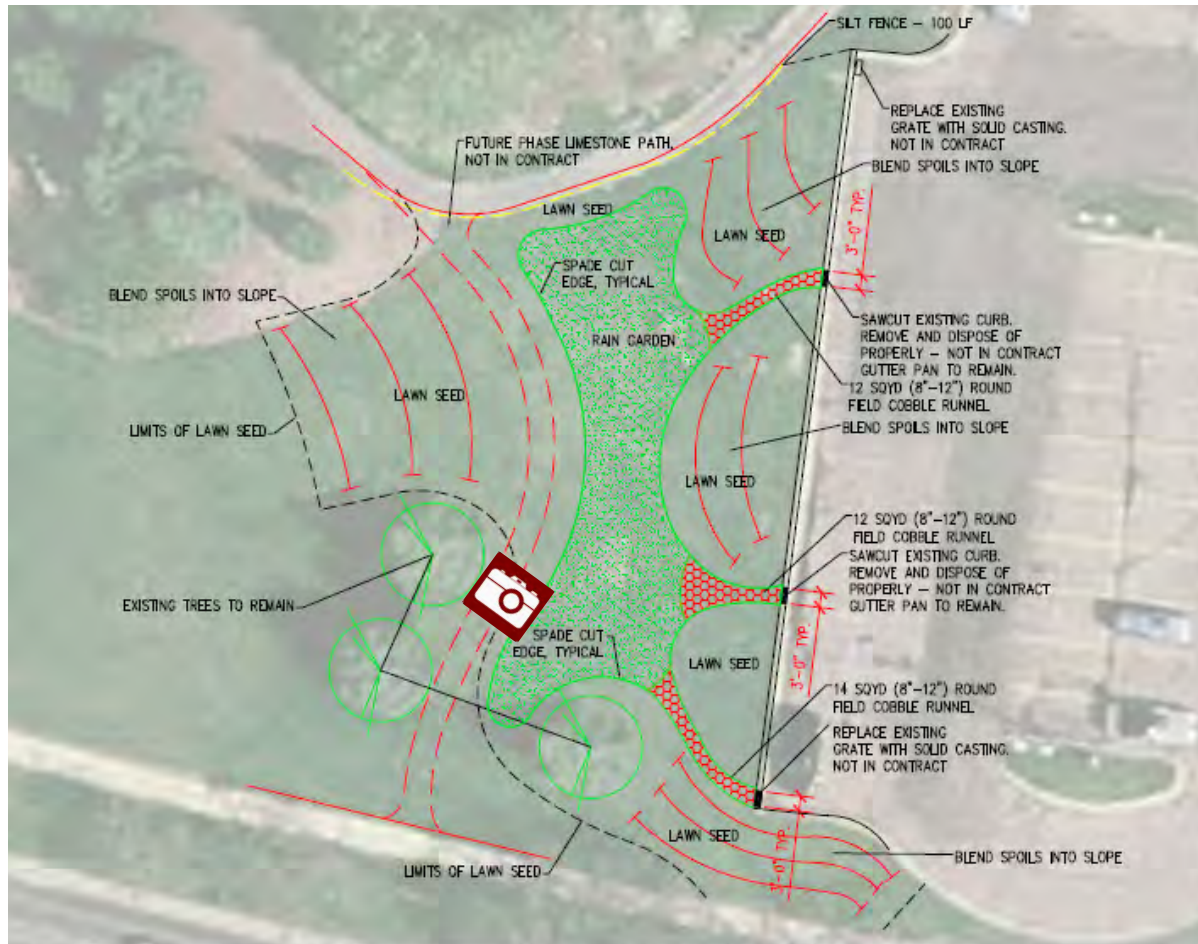 SILT FENCE - 100 LF
REPLACE EXISTING
GRATE WITH SOLID CASTING.
NOT IN CONTRACT
FUTURE PHASE LIMESTONE PATH,
NOT IN CONTRACT
BLEND SPOILS INTO SLOPE
LAWN SEED
LAWN SEED
3'-0" TYP.
SPADE CUT
EDGE, TYPICAL
BLEND SPOILS INTO SLOPE
RAIN GARDEN
SAWCUT EXISTING CURB.
REMOVE AND DISPOSE OF
PROPERLY - NOT IN CONTRACT
GUTTER PAN TO REMAIN.
12 SQYD (8"-12") ROUND
FIELD COBBLE RUNNEL
LAWN SEED
LIMITS OF LAWN SEED
BLEND SPOILS INTO SLOPE
LAWN SEED
12 SQYD (8"-12") ROUND
FIELD COBBLE RUNNEL
SAWCUT EXISTING CURB.
REMOVE AND DISPOSE OF
PROPERLY - NOT IN CONTRACT
GUTTER PAN TO REMAIN.
EXISTING TREES TO REMAIN
SPADE CUT
EDGE, TYPICAL
LAWN SEED
3'-0" TYP.
14 SQYD (8"-12") ROUND
FIELD COBBLE RUNNEL
REPLACE EXISTING
GRATE WITH SOLID CASTING.
NOT IN CONTRACT
LAWN SEED
3'-0" TYP.
BLEND SPOILS INTO SLOPE
LIMITS OF LAWN SEED